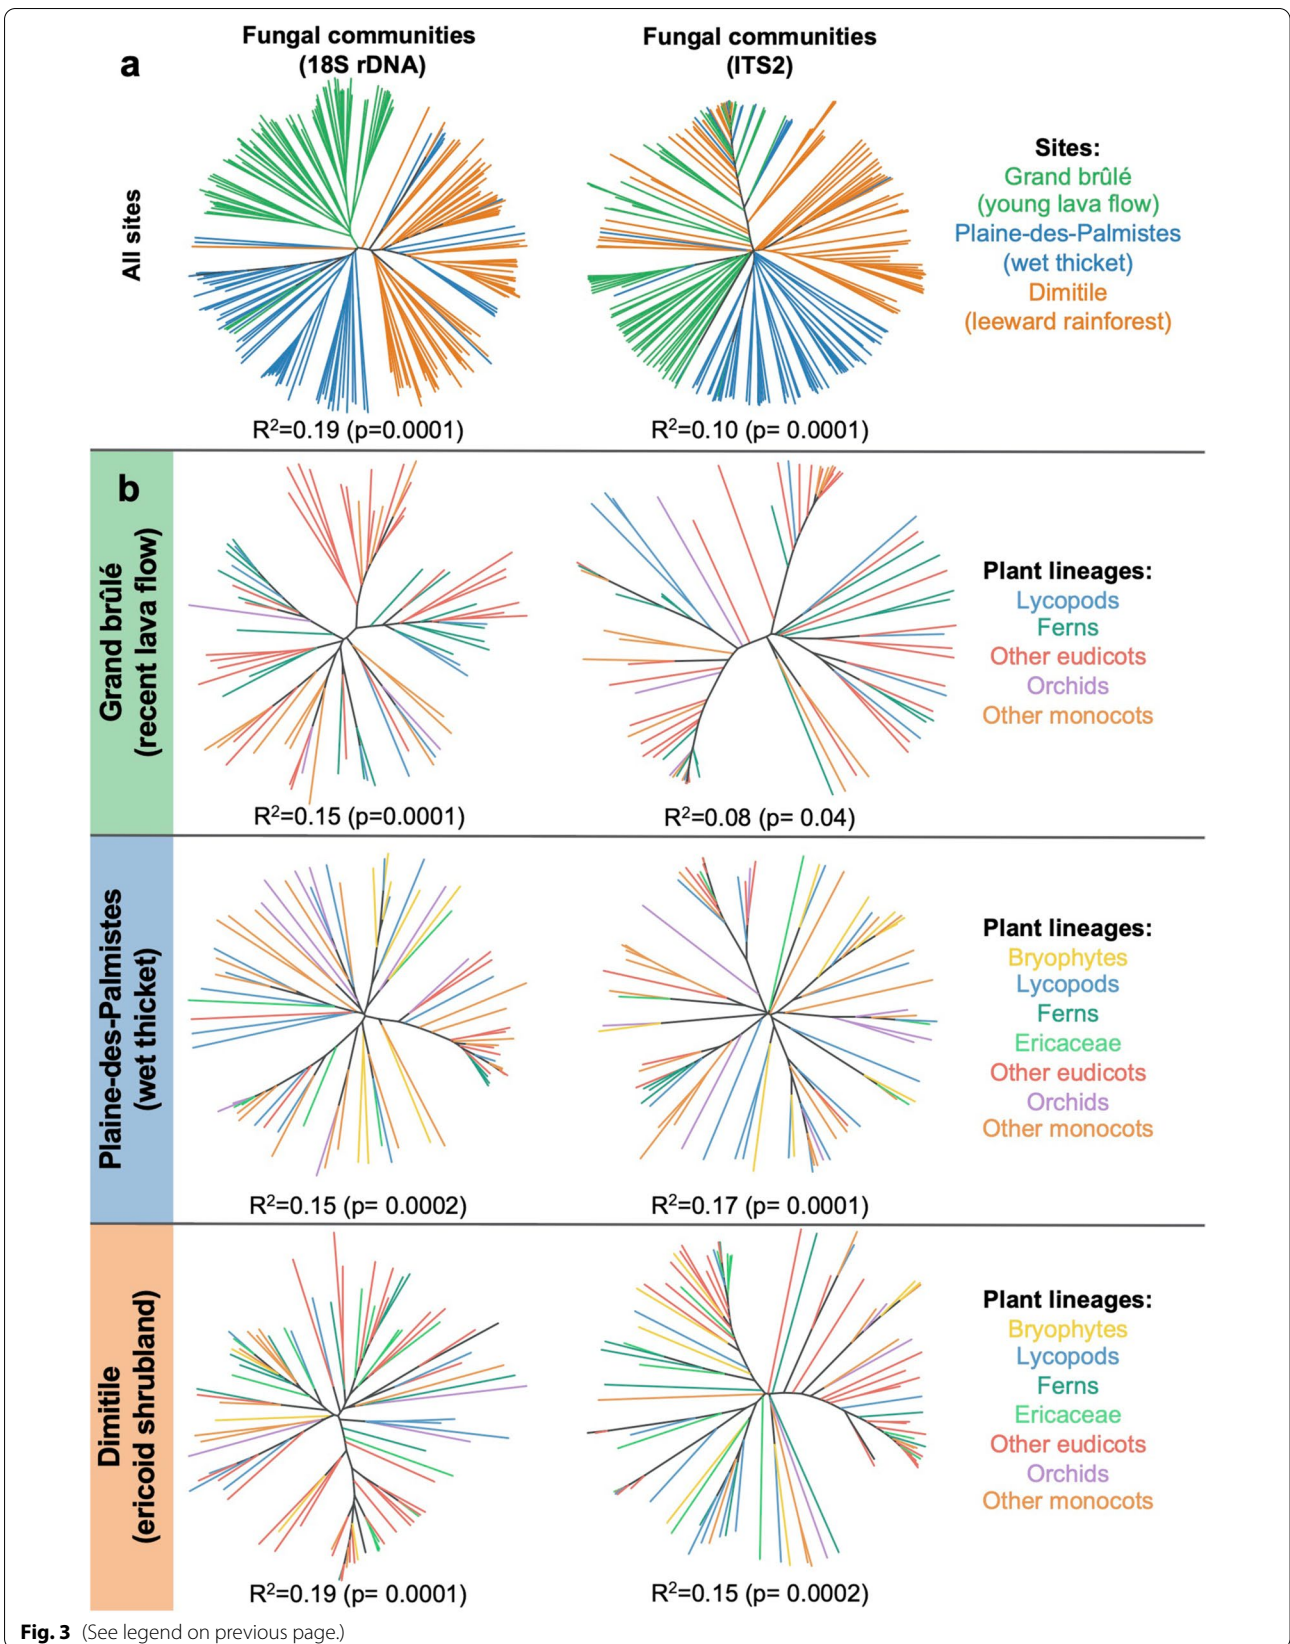 Fungal communities
(18S rDNA)
Fungal communities
(ITS2)
a
All sites
Sites:
Grand brûlé
(young lava flow)
Plaine-des-Palmistes
(wet thicket)
Dimitile
(leeward rainforest)
R²=0.19 (p=0.0001)
R²=0.10 (p= 0.0001)
b
Grand brûlé
(recent lava flow)
Plant lineages:
Lycopods
Ferns
Other eudicots
Orchids
Other monocots
R²=0.15 (p=0.0001)
R²=0.08 (p= 0.04)
Plaine-des-Palmistes
(wet thicket)
Plant lineages:
Bryophytes
Lycopods
Ferns
Ericaceae
Other eudicots
Orchids
Other monocots
R²=0.15 (p= 0.0002)
R²=0.17 (p= 0.0001)
Dimitile
(ericoid shrubland)
Plant lineages:
Bryophytes
Lycopods
Ferns
Ericaceae
Other eudicots
Orchids
Other monocots
R²=0.19 (p= 0.0001)
R²=0.15 (p= 0.0002)
Fig. 3 (See legend on previous page.)